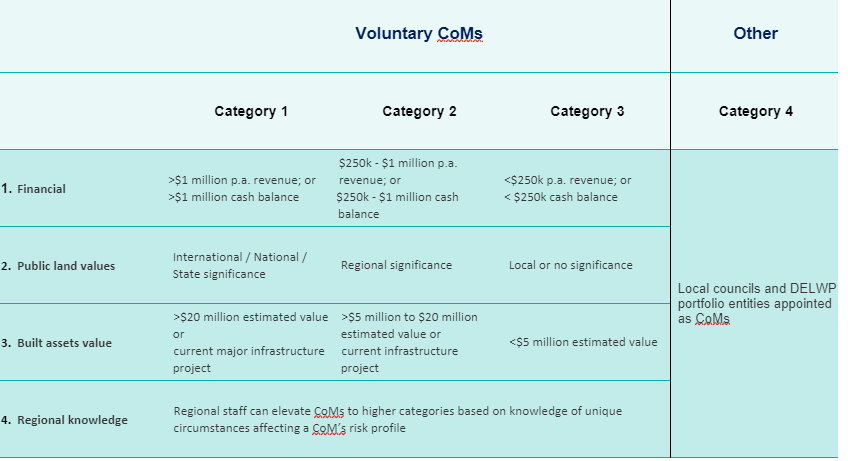 Voluntary CoMs
Other
Category 1
Category 2
Category 3
Category 4
1. Financial
>$1 million p.a. revenue; or
>$1 million cash balance
$250k - $1 million p.a.
revenue; or
$250k - $1 million cash
balance
<$250k p.a. revenue; or
< $250k cash balance
2. Public land values
International / National /
State significance
Regional significance
Local or no significance
3. Built assets value
>$20 million estimated value
or
current major infrastructure
project
>$5 million to $20 million
estimated value or
current infrastructure
project
<$5 million estimated value
4. Regional knowledge
Regional staff can elevate CoMs to higher categories based on knowledge of unique
circumstances affecting a CoM's risk profile
Local councils and DELWP
portfolio entities appointed
as CoMs